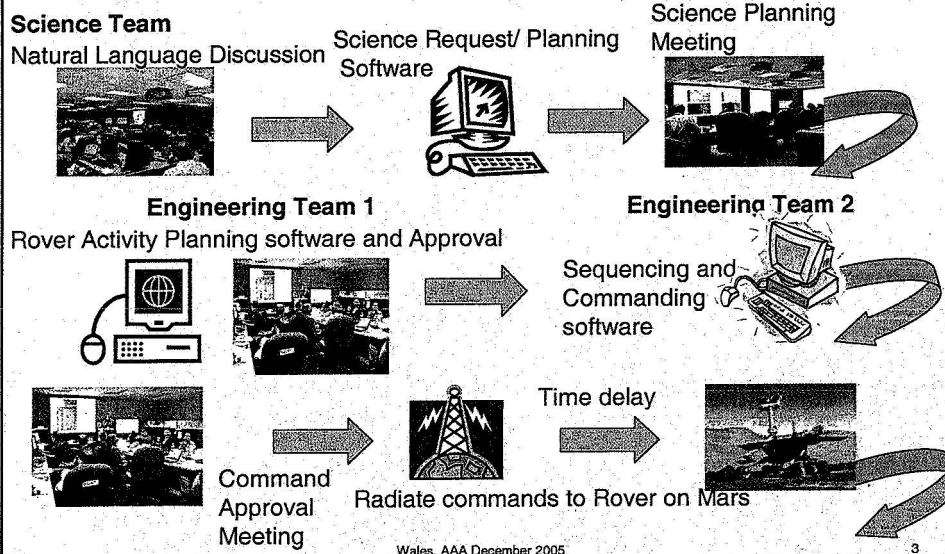 Science Team
Natural Language Discussion
Science Request/ Planning
Software
Science Planning
Meeting
Engineering Team 1
Rover Activity Planning software and Approval
Engineering Team 2
Sequencing and
Commanding
software
Command
Approval
Meeting
Radiate commands to Rover on Mars
Time delay
Wales, AAA December 2005
3